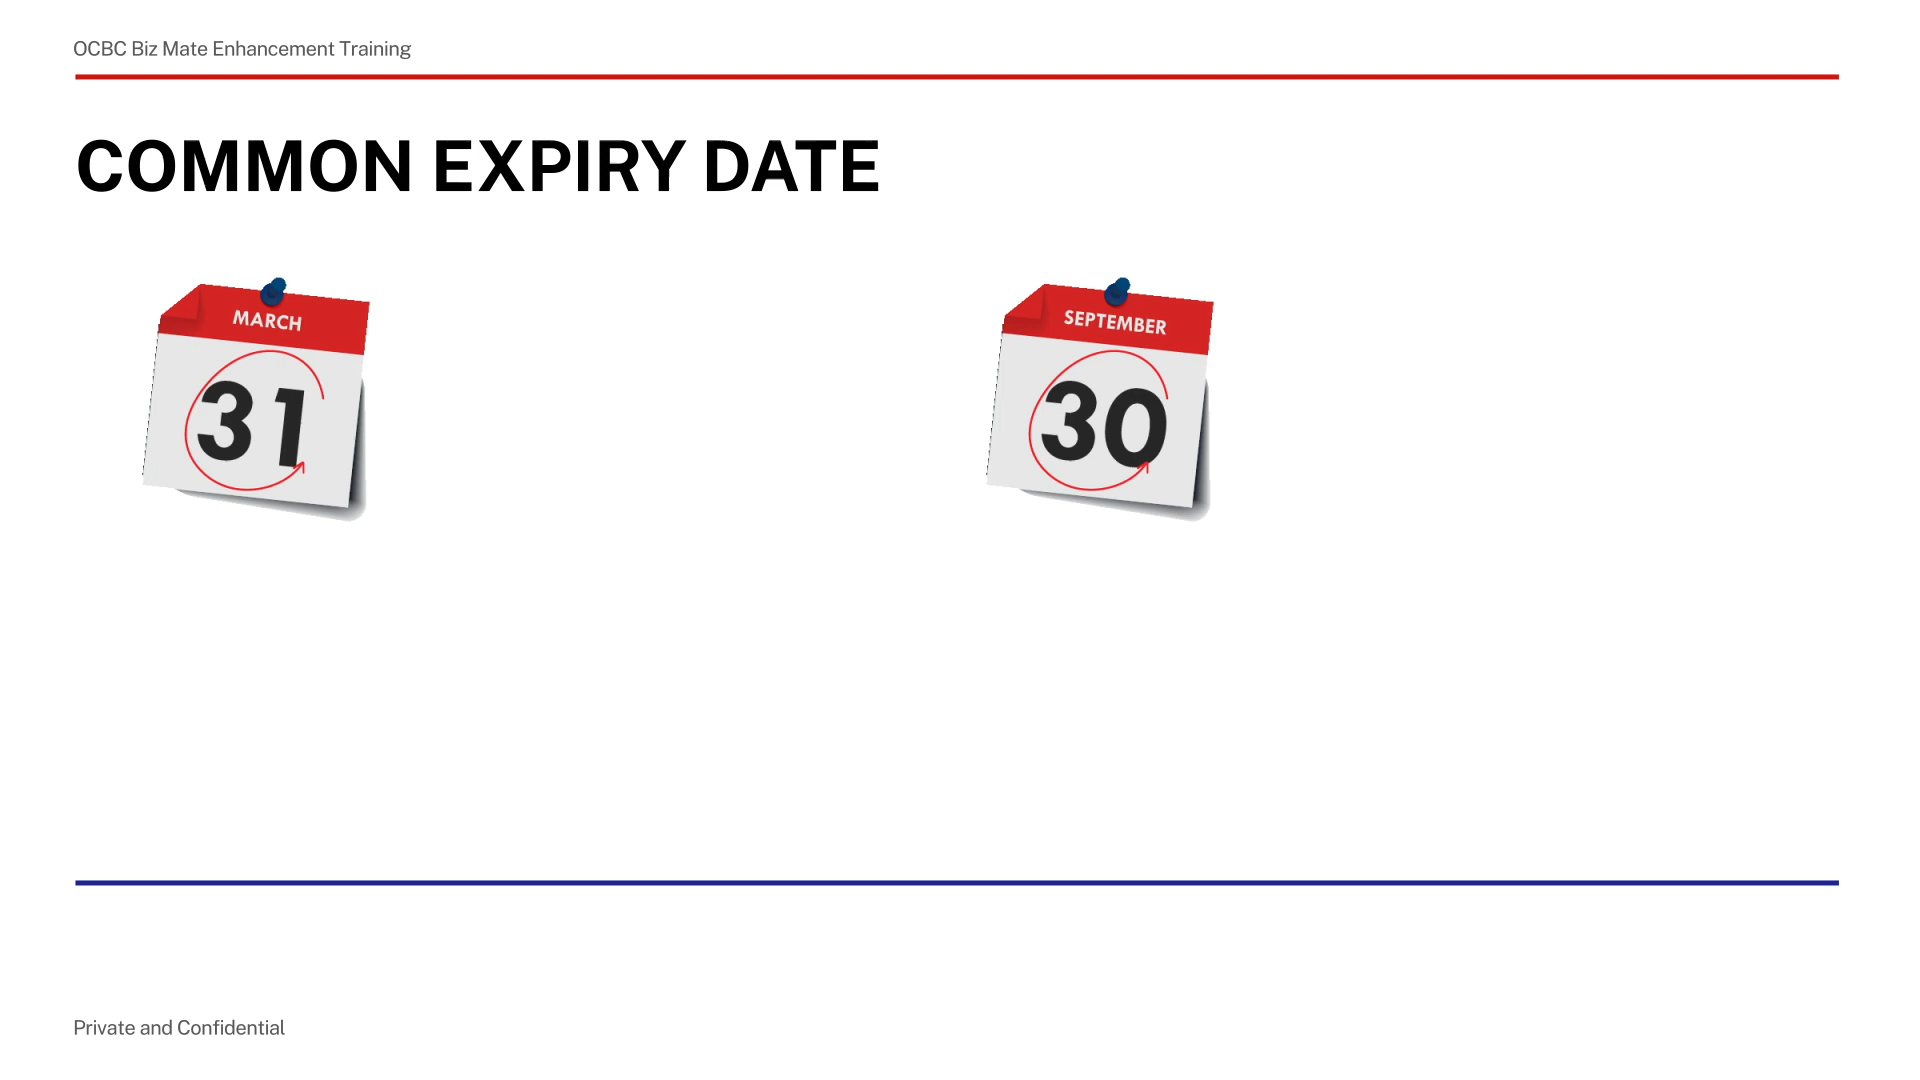 OCBC Biz Mate Enhancement Training
COMMON EXPIRY DATE
MARCH
31
SEPTEMBER
30
Private and Confidential